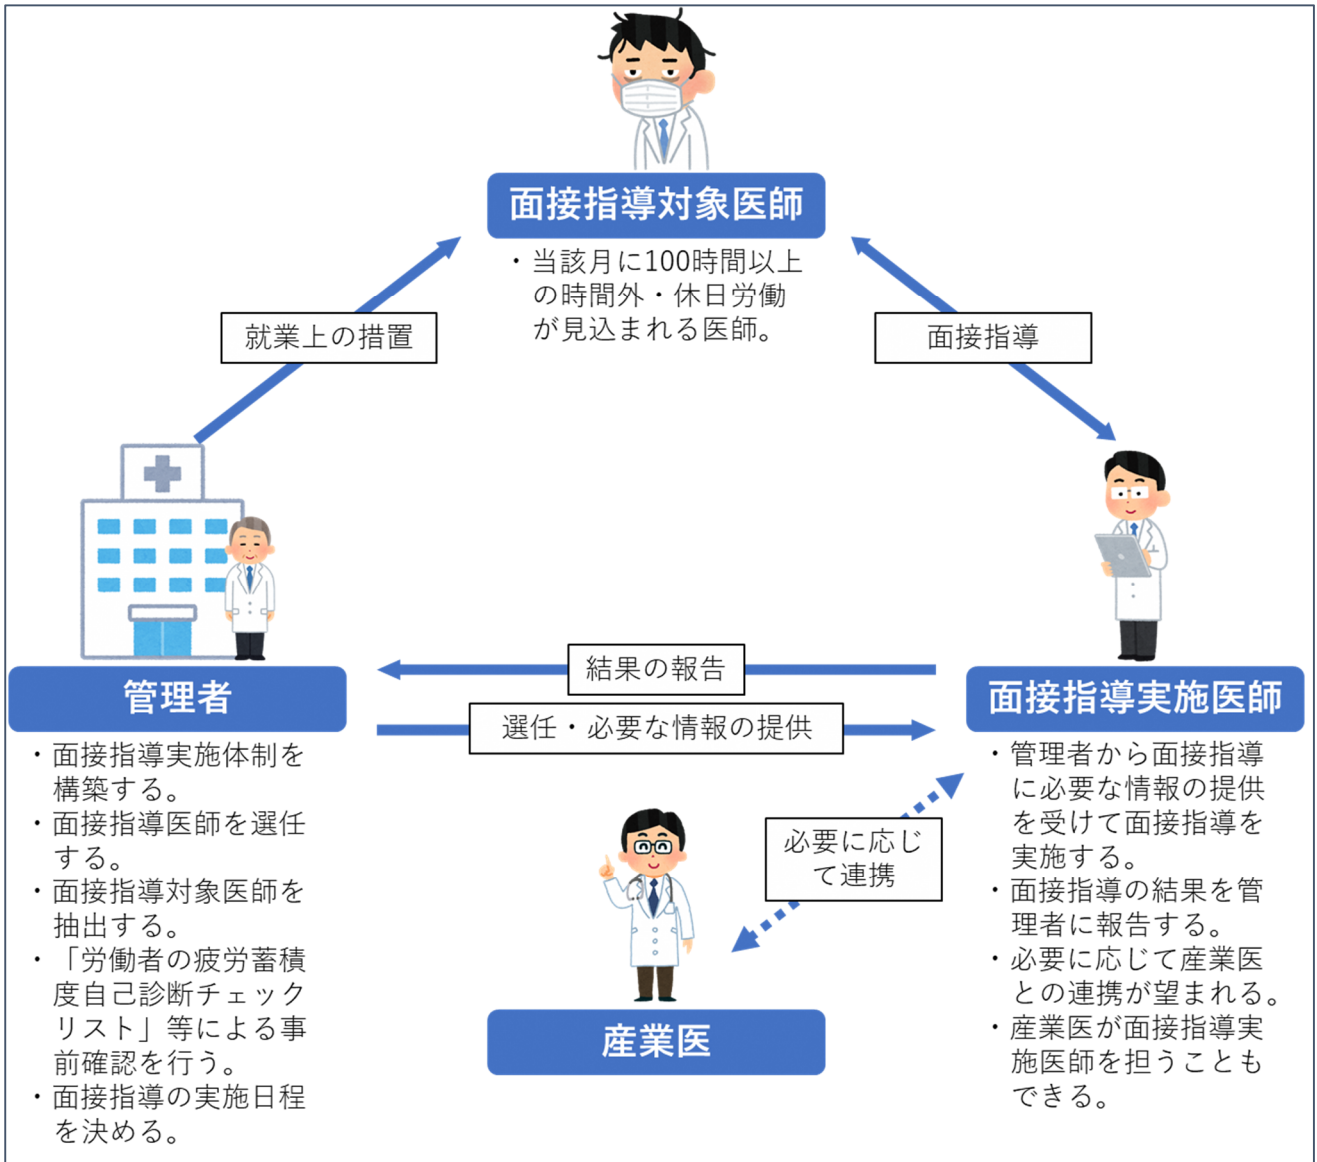 面接指導対象医師
・当該月に100時間以上
の時間外・休日労働
が見込まれる医師。
就業上の措置
面接指導
結果の報告
選任・必要な情報の提供
管理者
・面接指導実施体制を
構築する。
・面接指導医師を選任
する。
・面接指導対象医師を
抽出する。
・「労働者の疲労蓄積
度自己診断チェック
リスト」等による事
前確認を行う。
・面接指導の実施日程
を決める。
面接指導実施医師
・管理者から面接指導
に必要な情報の提供
を受けて面接指導を
実施する。
・面接指導の結果を管
理者に報告する。
・必要に応じて産業医
との連携が望まれる。
・産業医が面接指導実
施医師を担うことも
できる。
必要に応じ
て連携
産業医